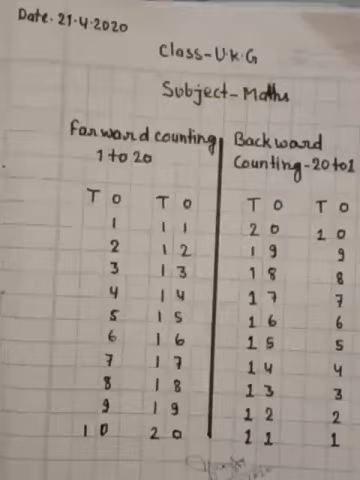 Date. 21.4.2020
Class-U.K.G
Subject-Maths
Farward counting
1 to 20
T O T O
1 1 1
2 1 2
3 1 3
4 1 4
5 1 5
6 1 6
7 1 7
8 1 8
9 1 9
1 0 2 0
Backward
Counting-20 to 1
T O T O
2 0 1 0
1 9 9
1 8 8
1 7 7
1 6 6
1 5 5
1 4 4
1 3 3
1 2 2
1 1 1